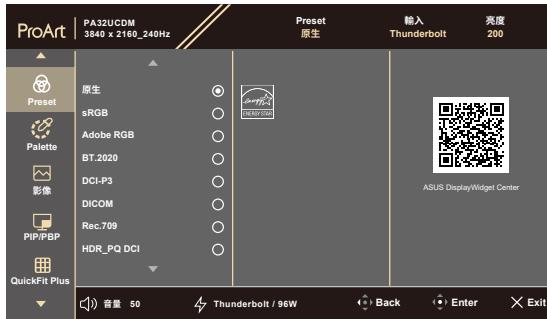 ProArt
PA32UCDM
3840 x 2160_240Hz
Preset
原生
輸入
Thunderbolt
亮度
200
Preset
Palette
影像
PIP/PBP
QuickFit Plus
原生
sRGB
Adobe RGB
BT.2020
DCI-P3
DICOM
Rec.709
HDR_PQ DCI
energy
ENERGY STAR
ASUS DisplayWidget Center
音量 50
Thunderbolt / 96W
Back
Enter
Exit